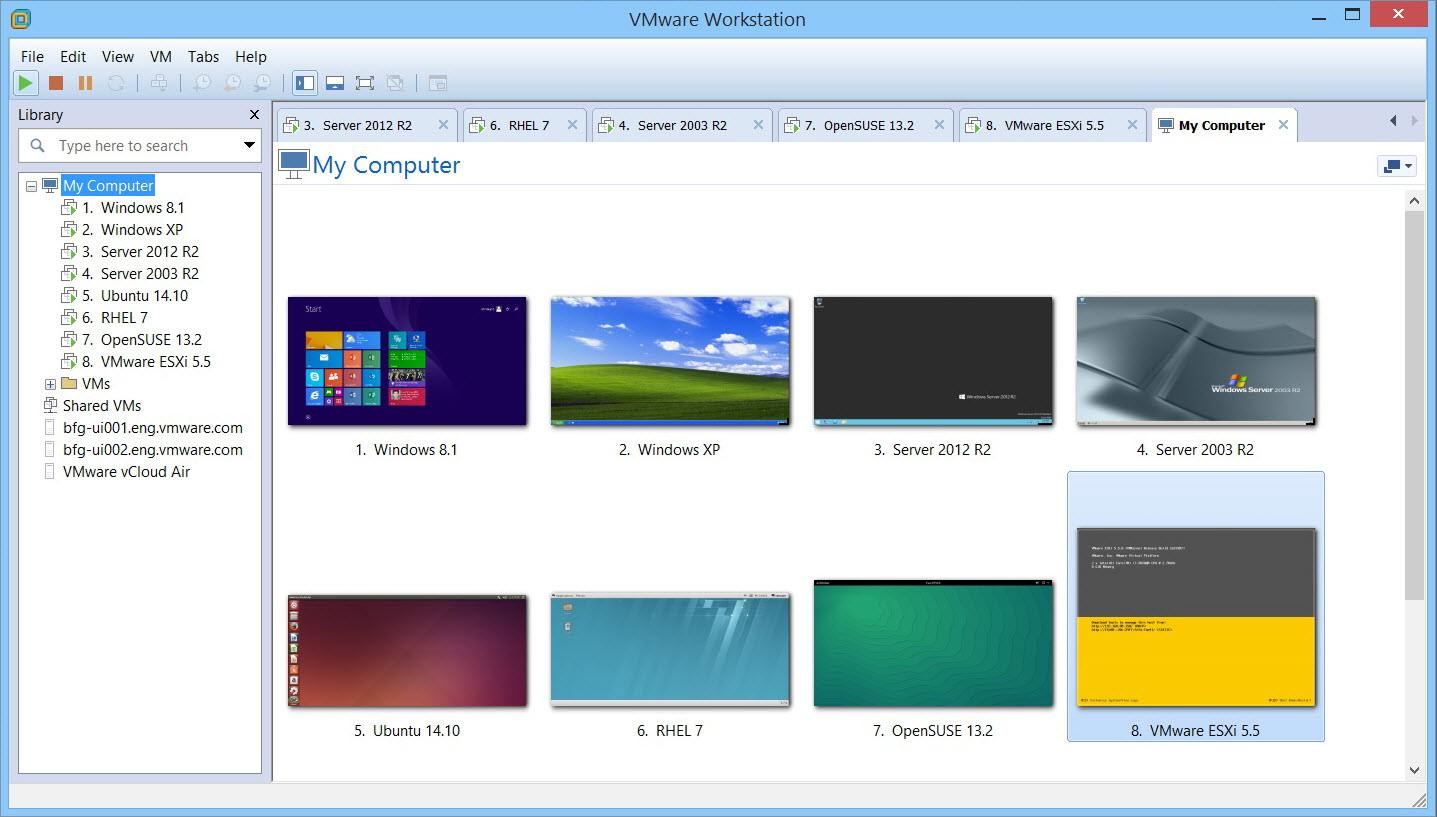 VMware Workstation
File Edit View VM Tabs Help
Library
Type here to search
My Computer
1. Windows 8.1
2. Windows XP
3. Server 2012 R2
4. Server 2003 R2
5. Ubuntu 14.10
6. RHEL 7
7. OpenSUSE 13.2
8. VMware ESXi 5.5
VMs
Shared VMs
bfg-ui001.eng.vmware.com
bfg-ui002.eng.vmware.com
VMware vCloud Air
3. Server 2012 R2 6. RHEL 7 4. Server 2003 R2 7. OpenSUSE 13.2 8. VMware ESXi 5.5 My Computer
My Computer
Start
Windows Server 2012 R2
Windows Server 2003 R2
1. Windows 8.1 2. Windows XP 3. Server 2012 R2 4. Server 2003 R2
5. Ubuntu 14.10 6. RHEL 7 7. OpenSUSE 13.2 8. VMware ESXi 5.5